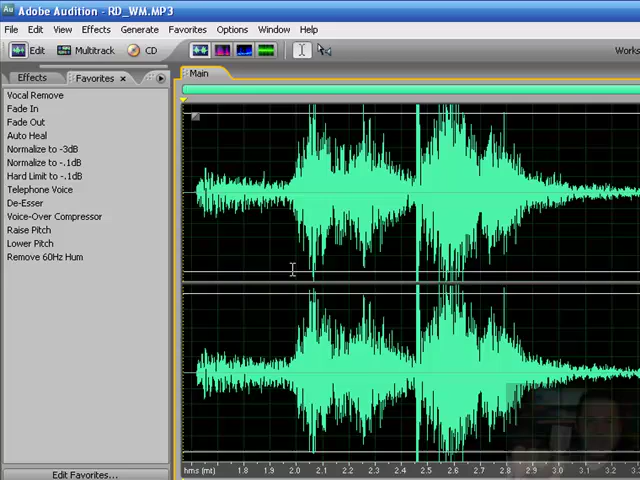 Au Adobe Audition - RD_WM.MP3
File Edit View Effects Generate Favorites Options Window Help
Edit Multitrack CD Works
Effects Favorites x Main
Vocal Remove
Fade In
Fade Out
Auto Heal
Normalize to -3dB
Normalize to -.1dB
Hard Limit to -.1dB
Telephone Voice
De-Esser
Voice-Over Compressor
Raise Pitch
Lower Pitch
Remove 60Hz Hum
hms (mt) 1.8 1.9 2.0 2.1 2.2 2.3 2.4 2.5 2.6 2.7 2.8 2.9 3.0 3.1 3.2
Edit Favorites...